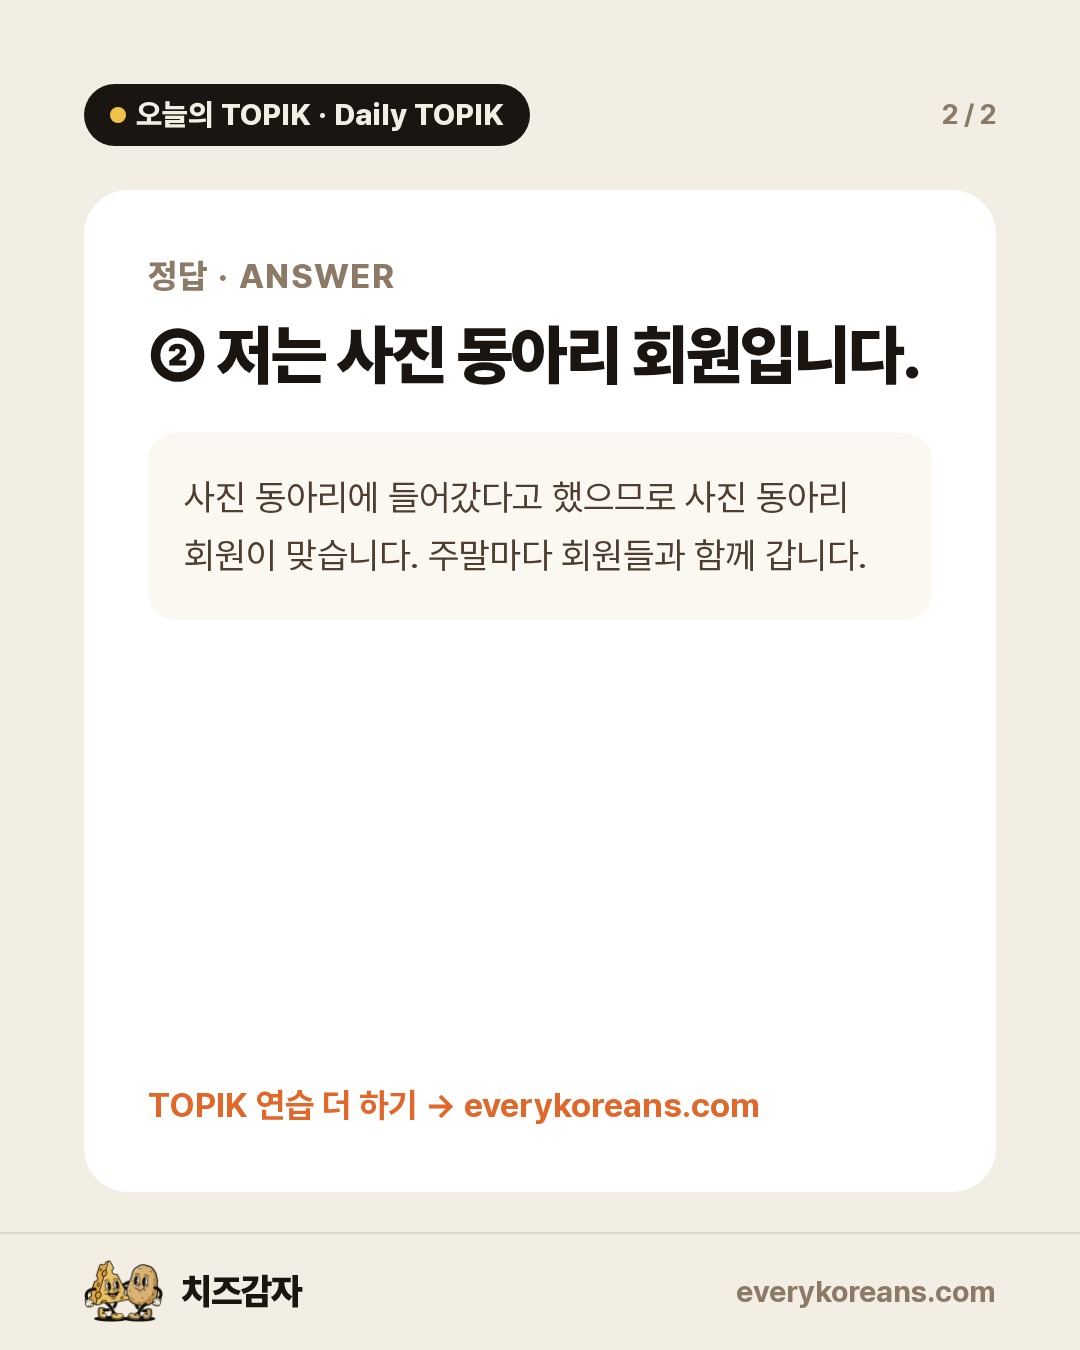 오늘의 TOPIK · Daily TOPIK
2 / 2
정답 · ANSWER
❷ 저는 사진 동아리 회원입니다.
사진 동아리에 들어갔다고 했으므로 사진 동아리
회원이 맞습니다. 주말마다 회원들과 함께 갑니다.
TOPIK 연습 더 하기 → everykoreans.com
치즈감자
everykoreans.com